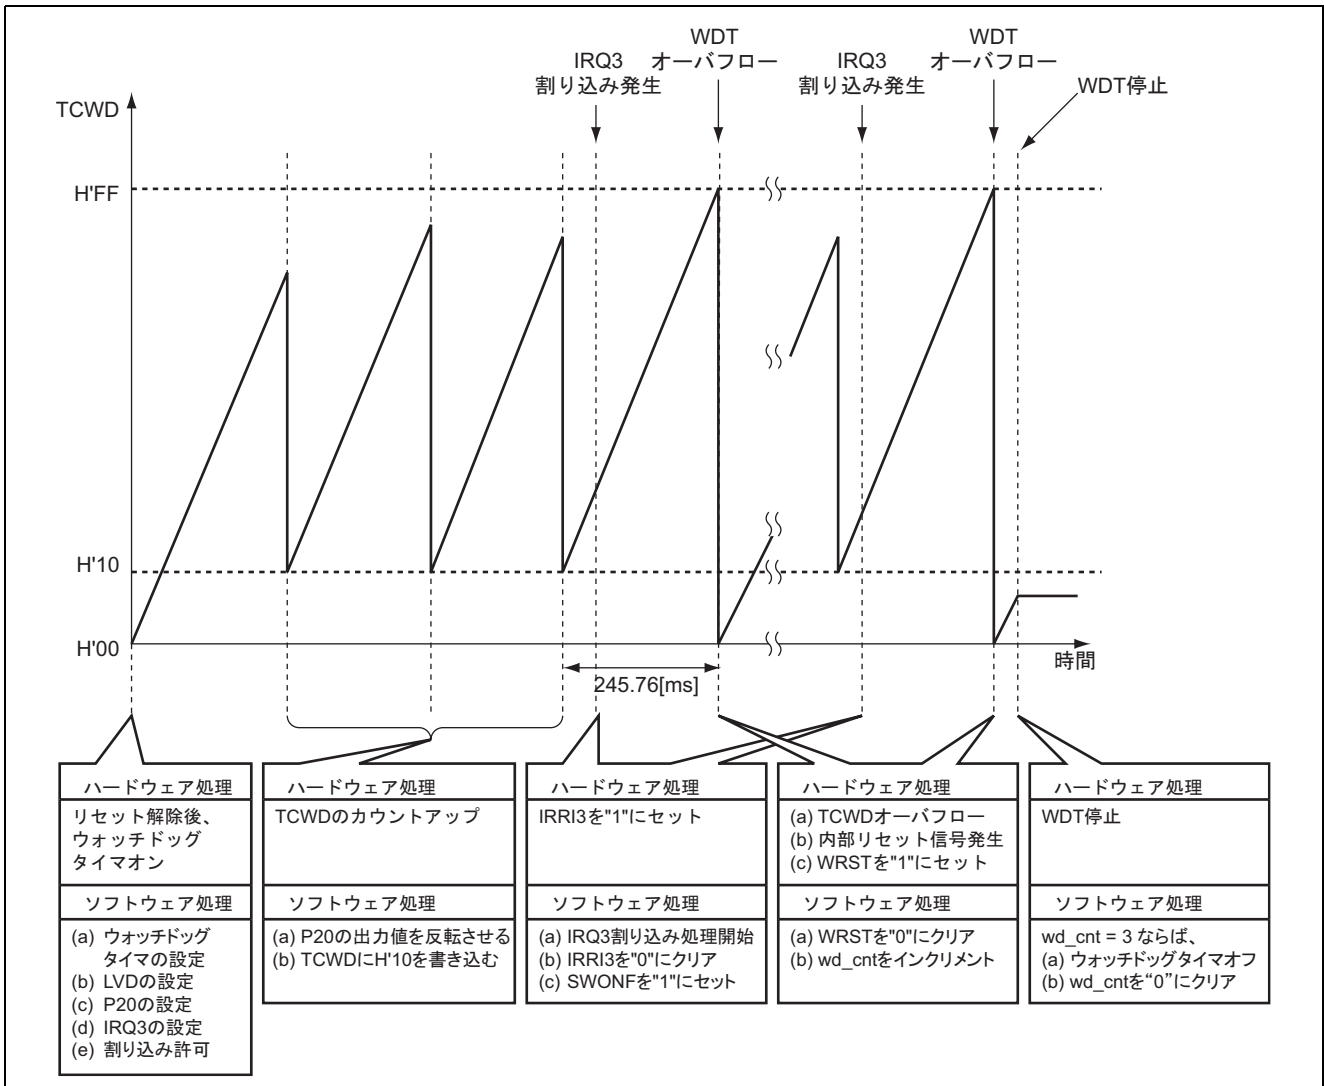 WDT
オーバフロー
IRQ3
割り込み発生
WDT
オーバフロー
IRQ3
割り込み発生
WDT停止
TCWD
H'FF
H'10
H'00
時間
245.76[ms]
ハードウェア処理
リセット解除後、
ウォッチドッグ
タイマオン
ソフトウェア処理
(a) ウォッチドッグ
タイマの設定
(b) LVDの設定
(c) P20の設定
(d) IRQ3の設定
(e) 割り込み許可
ハードウェア処理
TCWDのカウントアップ
ソフトウェア処理
(a) P20の出力値を反転させる
(b) TCWDにH'10を書き込む
ハードウェア処理
IRRI3を"1"にセット
ソフトウェア処理
(a) IRQ3割り込み処理開始
(b) IRRI3を"0"にクリア
(c) SWONFを"1"にセット
ハードウェア処理
(a) TCWDオーバフロー
(b) 内部リセット信号発生
(c) WRSTを"1"にセット
ソフトウェア処理
(a) WRSTを"0"にクリア
(b) wd_cntをインクリメント
ハードウェア処理
WDT停止
ソフトウェア処理
wd_cnt = 3 ならば、
(a) ウォッチドッグタイマオフ
(b) wd_cntを“0”にクリア